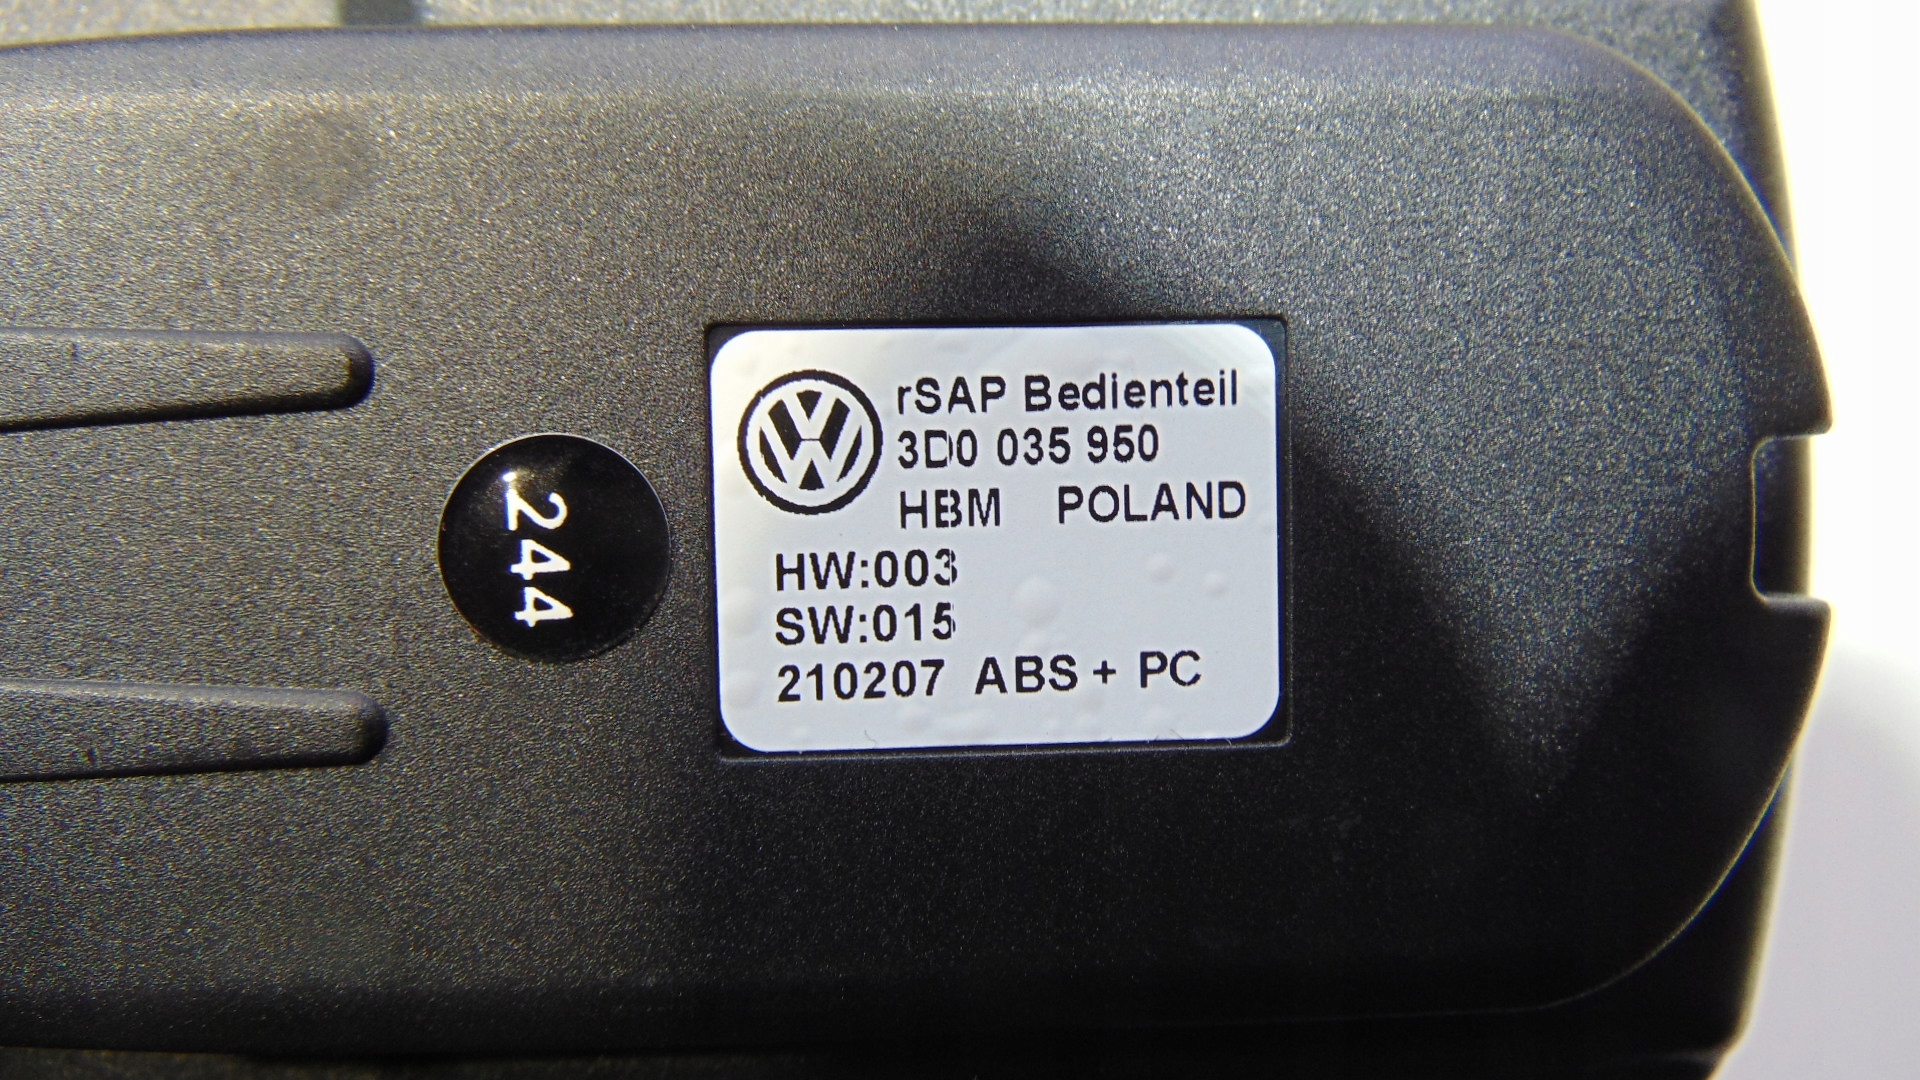 rSAP Bedienteil
3D0 035 950
HBM POLAND
HW:003
SW:015
210207 ABS + PC
244